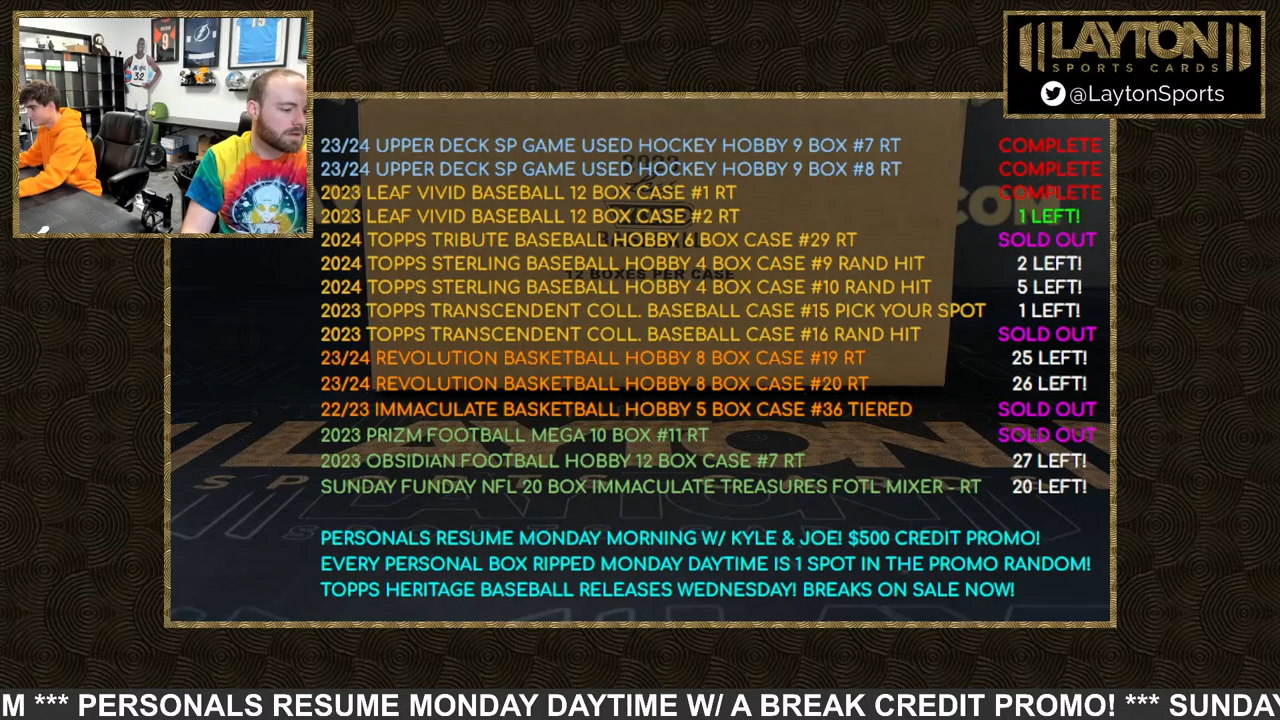 LAYTON
SPORTS CARDS
@LaytonSports
23/24 UPPER DECK SP GAME USED HOCKEY HOBBY 9 BOX #7 RT COMPLETE
23/24 UPPER DECK SP GAME USED HOCKEY HOBBY 9 BOX #8 RT COMPLETE
2023 LEAF VIVID BASEBALL 12 BOX CASE #1 RT COMPLETE
2023 LEAF VIVID BASEBALL 12 BOX CASE #2 RT 1 LEFT!
2024 TOPPS TRIBUTE BASEBALL HOBBY 6 BOX CASE #29 RT SOLD OUT
2024 TOPPS STERLING BASEBALL HOBBY 4 BOX CASE #9 RAND HIT 2 LEFT!
2024 TOPPS STERLING BASEBALL HOBBY 4 BOX CASE #10 RAND HIT 5 LEFT!
2023 TOPPS TRANSCENDENT COLL. BASEBALL CASE #15 PICK YOUR SPOT 1 LEFT!
2023 TOPPS TRANSCENDENT COLL. BASEBALL CASE #16 RAND HIT SOLD OUT
23/24 REVOLUTION BASKETBALL HOBBY 8 BOX CASE #19 RT 25 LEFT!
23/24 REVOLUTION BASKETBALL HOBBY 8 BOX CASE #20 RT 26 LEFT!
22/23 IMMACULATE BASKETBALL HOBBY 5 BOX CASE #36 TIERED SOLD OUT
2023 PRIZM FOOTBALL MEGA 10 BOX #11 RT SOLD OUT
2023 OBSIDIAN FOOTBALL HOBBY 12 BOX CASE #7 RT 27 LEFT!
SUNDAY FUNDAY NFL 20 BOX IMMACULATE TREASURES FOTL MIXER - RT 20 LEFT!
PERSONALS RESUME MONDAY MORNING W/ KYLE & JOE! $500 CREDIT PROMO!
EVERY PERSONAL BOX RIPPED MONDAY DAYTIME IS 1 SPOT IN THE PROMO RANDOM!
TOPPS HERITAGE BASEBALL RELEASES WEDNESDAY! BREAKS ON SALE NOW!
M *** PERSONALS RESUME MONDAY DAYTIME W/ A BREAK CREDIT PROMO! *** SUNDAY
2023
12 BOXES PER CASE
COM
32
9